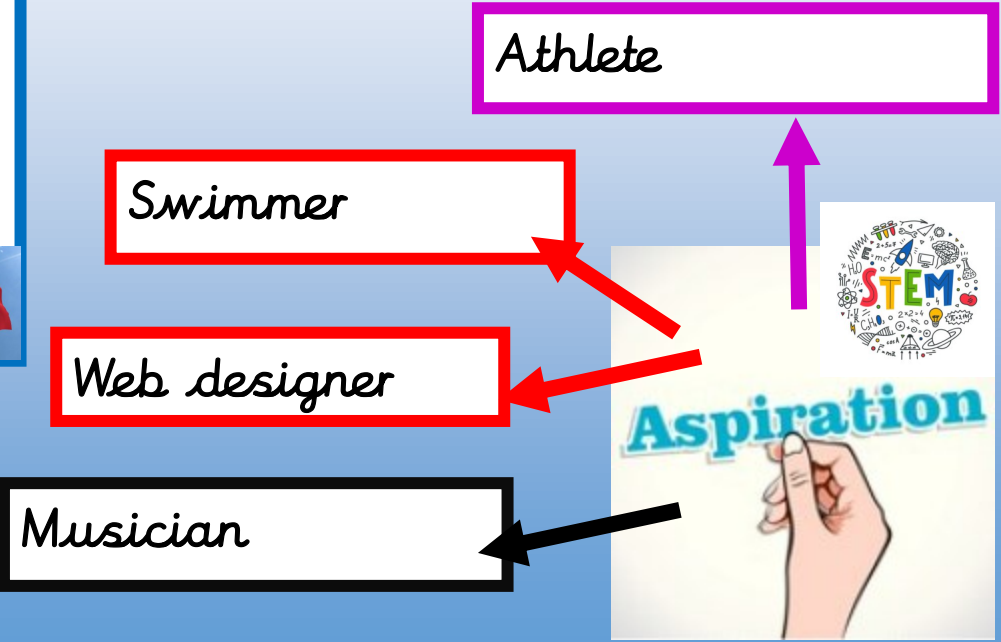 Athlete
Swimmer
STEM
Web designer
Aspiration
Musician